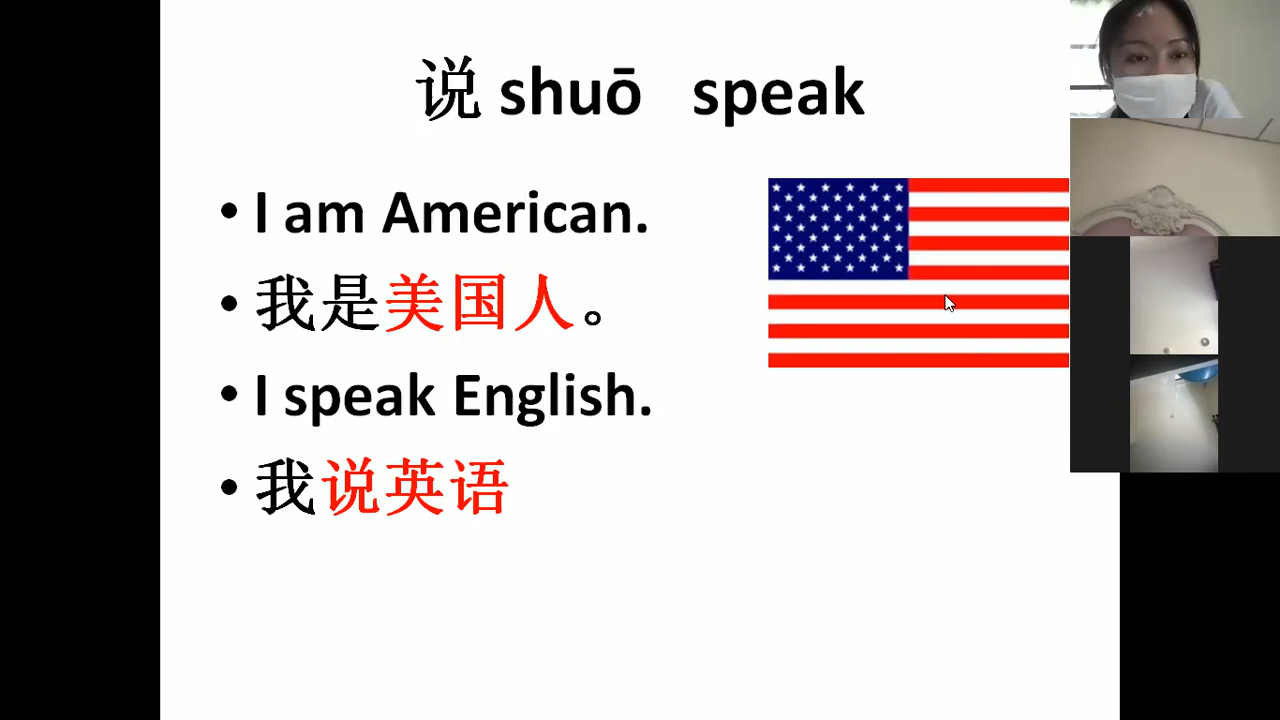 说 shuō speak
• I am American.
• 我是美国人。
• I speak English.
• 我说英语